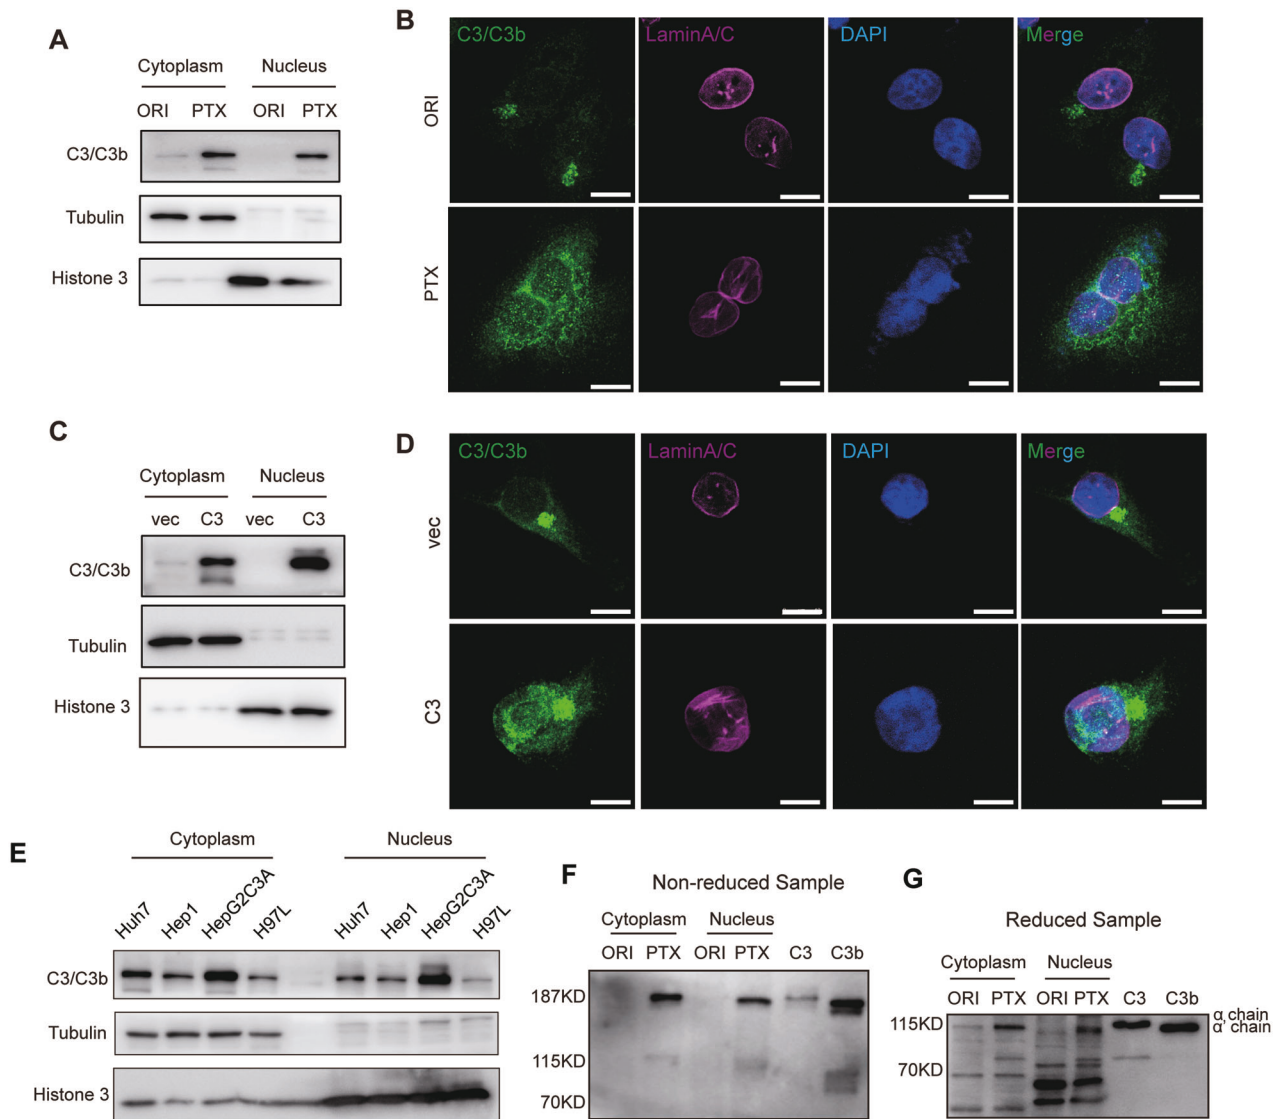 A
Cytoplasm Nucleus
ORI PTX ORI PTX
C3/C3b
Tubulin
Histone 3
B
C3/C3b LaminA/C DAPI Merge
ORI
PTX
C
Cytoplasm Nucleus
vec C3 vec C3
C3/C3b
Tubulin
Histone 3
D
C3/C3b LaminA/C DAPI Merge
vec
C3
E
Cytoplasm Nucleus
Huh7 Hep1 HepG2C3A H97L Huh7 Hep1 HepG2C3A H97L
C3/C3b
Tubulin
Histone 3
F
Non-reduced Sample
Cytoplasm Nucleus
ORI PTX ORI PTX C3 C3b
187KD
115KD
70KD
G
Reduced Sample
Cytoplasm Nucleus
ORI PTX ORI PTX C3 C3b
α chain
115KD α' chain
70KD